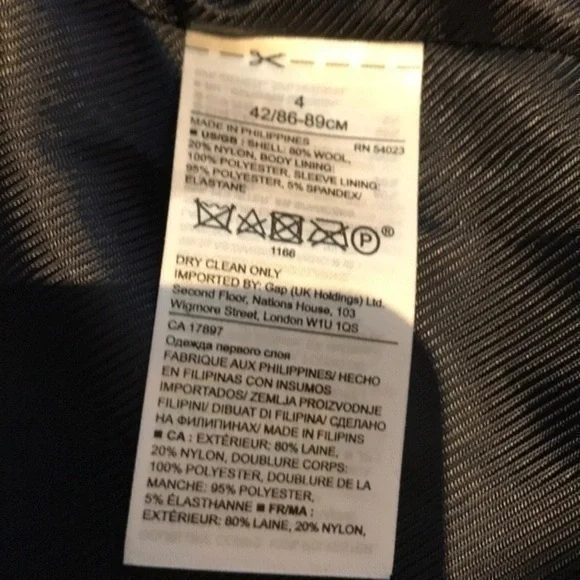 4
42/86-89CM
MADE IN PHILIPPINES RN 54023
■ US/GB : SHELL: 80% WOOL,
20% NYLON, BODY LINING:
100% POLYESTER, SLEEVE LINING:
95% POLYESTER, 5% SPANDEX/
ELASTANE
P®
1166
DRY CLEAN ONLY
IMPORTED BY: Gap (UK Holdings) Ltd.
Second Floor, Nations House, 103
Wigmore Street, London W1U 1QS
CA 17897
Одежда первого слоя
FABRIQUE AUX PHILIPPINES/ HECHO
EN FILIPINAS CON INSUMOS
IMPORTADOS/ ZEMLJA PROIZVODNJE
FILIPINI/ DIBUAT DI FILIPINA/ СДЕЛАНО
НА ФИЛИПИНАХ/ MADE IN FILIPINS
■ CA : EXTÉRIEUR: 80% LAINE,
20% NYLON, DOUBLURE CORPS:
100% POLYESTER, DOUBLURE DE LA
MANCHE: 95% POLYESTER,
5% ÉLASTHANNE ■ FR/MA :
EXTÉRIEUR: 80% LAINE, 20% NYLON,